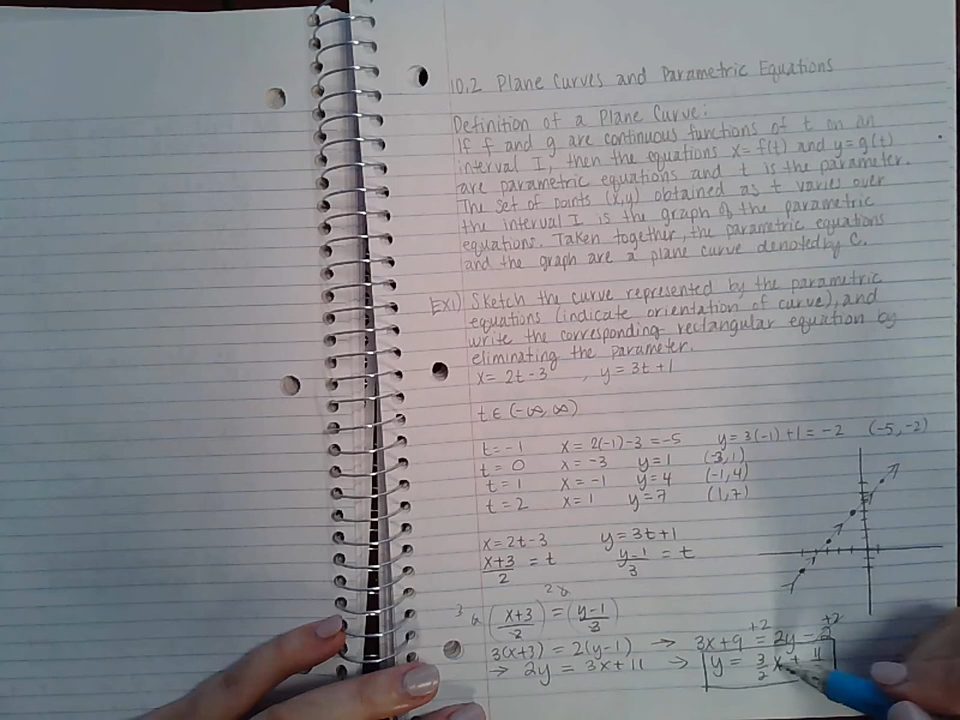 10.2 Plane Curves and Parametric Equations
Definition of a Plane Curve:
If f and g are continuous functions of t on an
interval I, then the equations x = f(t) and y = g(t)
are parametric equations and t is the parameter.
The set of points (x,y) obtained as t varies over
the interval I is the graph of the parametric
equations. Taken together, the parametric equations
and the graph are a plane curve denoted by C.
EX1) Sketch the curve represented by the parametric
equations (indicate orientation of curve), and
write the corresponding rectangular equation by
eliminating the parameter.
x = 2t - 3 , y = 3t + 1
t ∈ (-∞, ∞)
t = -1 x = 2(-1) - 3 = -5 y = 3(-1) + 1 = -2 (-5, -2)
t = 0 x = -3 y = 1 (-3, 1)
t = 1 x = -1 y = 4 (-1, 4)
t = 2 x = 1 y = 7 (1, 7)
x = 2t - 3 y = 3t + 1
x+3/2 = t y-1/3 = t
(x+3/2) = (y-1/3)
3(x+3) = 2(y-1) → 3x + 9 +2 = 2y - 2 +2
→ 2y = 3x + 11 → y = 3/2 x + 11